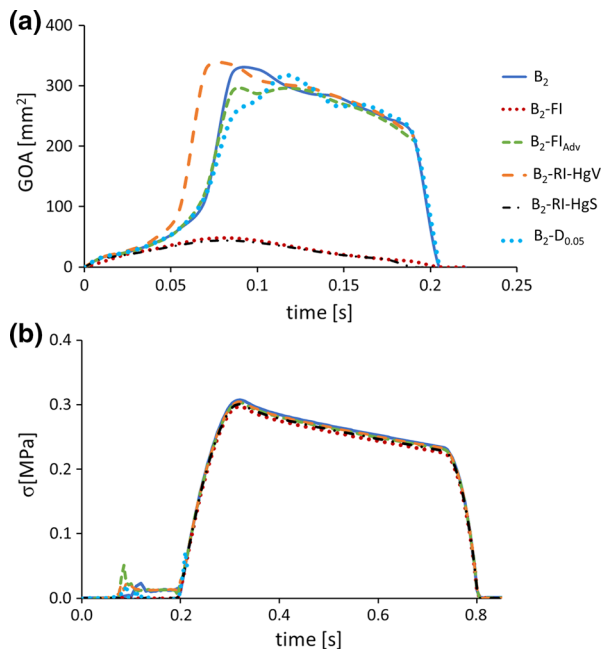 (a)
400
300
200
100
0
GOA [mm²]
0
0.05
0.1
0.15
0.2
0.25
time [s]
B₂
B₂-FI
B₂-FI_Adv
B₂-RI-HgV
B₂-RI-HgS
B₂-D₀.₀₅
(b)
0.4
0.3
0.2
0.1
0.0
σ[MPa]
0.0
0.2
0.4
0.6
0.8
time [s]